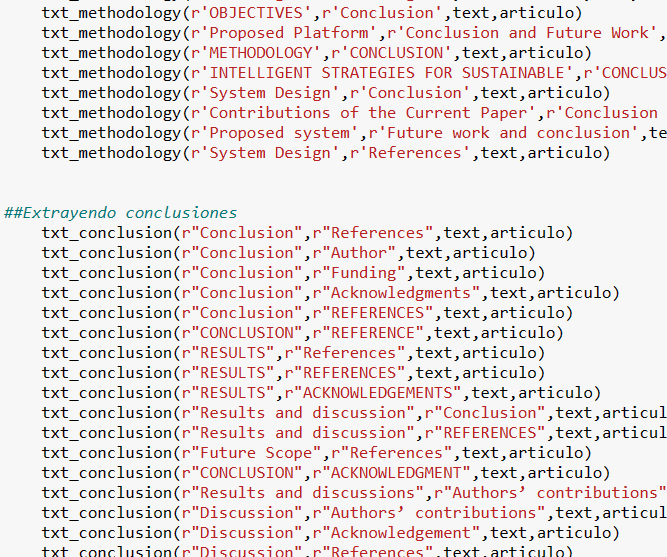 txt_methodology(r'OBJECTIVES',r'Conclusion',text,articulo)
txt_methodology(r'Proposed Platform',r'Conclusion and Future Work',
txt_methodology(r'METHODOLOGY',r'CONCLUSION',text,articulo)
txt_methodology(r'INTELLIGENT STRATEGIES FOR SUSTAINABLE',r'CONCLUS
txt_methodology(r'System Design',r'Conclusion',text,articulo)
txt_methodology(r'Contributions of the Current Paper',r'Conclusion
txt_methodology(r'Proposed system',r'Future work and conclusion',te
txt_methodology(r'System Design',r'References',text,articulo)
##Extrayendo conclusiones
txt_conclusion(r"Conclusion",r"References",text,articulo)
txt_conclusion(r"Conclusion",r"Author",text,articulo)
txt_conclusion(r"Conclusion",r"Funding",text,articulo)
txt_conclusion(r"Conclusion",r"Acknowledgments",text,articulo)
txt_conclusion(r"Conclusion",r"REFERENCES",text,articulo)
txt_conclusion(r"CONCLUSION",r"REFERENCE",text,articulo)
txt_conclusion(r"RESULTS",r"References",text,articulo)
txt_conclusion(r"RESULTS",r"REFERENCES",text,articulo)
txt_conclusion(r"RESULTS",r"ACKNOWLEDGEMENTS",text,articulo)
txt_conclusion(r"Results and discussion",r"Conclusion",text,articul
txt_conclusion(r"Results and discussion",r"REFERENCES",text,articul
txt_conclusion(r"Future Scope",r"References",text,articulo)
txt_conclusion(r"CONCLUSION",r"ACKNOWLEDGMENT",text,articulo)
txt_conclusion(r"Results and discussions",r"Authors’ contributions"
txt_conclusion(r"Discussion",r"Authors’ contributions",text,articul
txt_conclusion(r"Discussion",r"Acknowledgement",text,articulo)
txt_conclusion(r"Discussion",r"References",text,articulo)